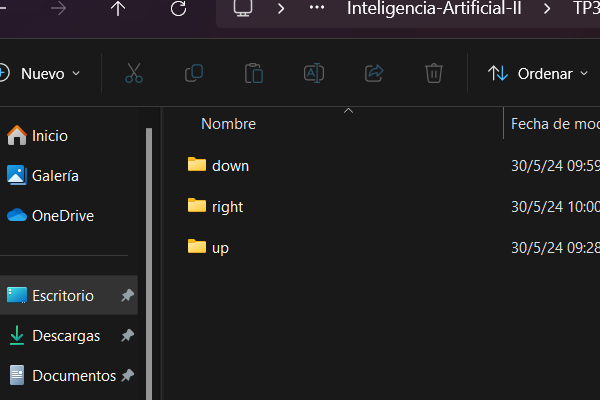 Inteligencia-Artificial-II TP3
Nuevo Ordenar
Nombre Fecha de mod
Inicio
Galería
OneDrive
Escritorio
Descargas
Documentos
down 30/5/24 09:59
right 30/5/24 10:00
up 30/5/24 09:28